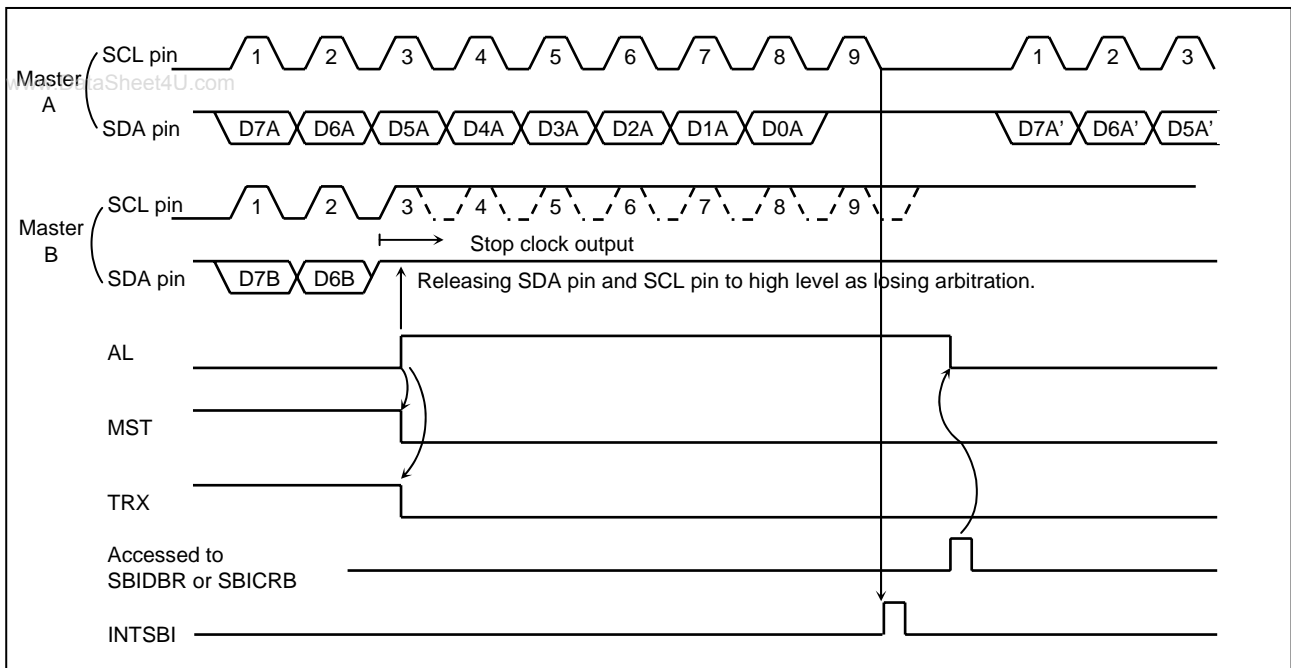 SCL pin 1 2 3 4 5 6 7 8 9 1 2 3
www.DataSheet4U.com
Master
A
SDA pin D7A D6A D5A D4A D3A D2A D1A D0A D7A' D6A' D5A'
SCL pin 1 2 3 4 5 6 7 8 9
Master
B
Stop clock output
SDA pin D7B D6B
Releasing SDA pin and SCL pin to high level as losing arbitration.
AL
MST
TRX
Accessed to
SBIDBR or SBICRB
INTSBI